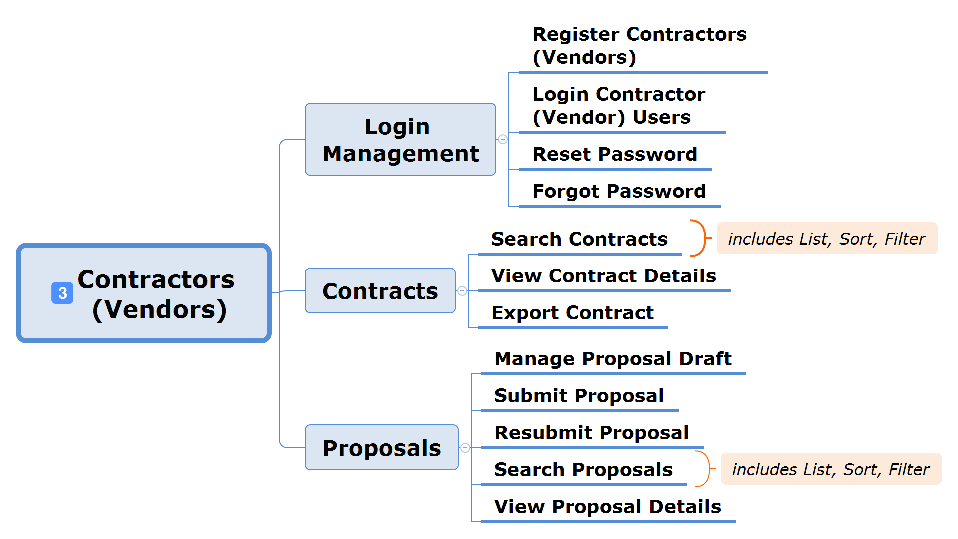 Register Contractors
(Vendors)
Login Contractor
(Vendor) Users
Login
Management
Reset Password
Forgot Password
Search Contracts
includes List, Sort, Filter
3
Contractors
(Vendors)
Contracts
View Contract Details
Export Contract
Manage Proposal Draft
Submit Proposal
Proposals
Resubmit Proposal
Search Proposals
includes List, Sort, Filter
View Proposal Details